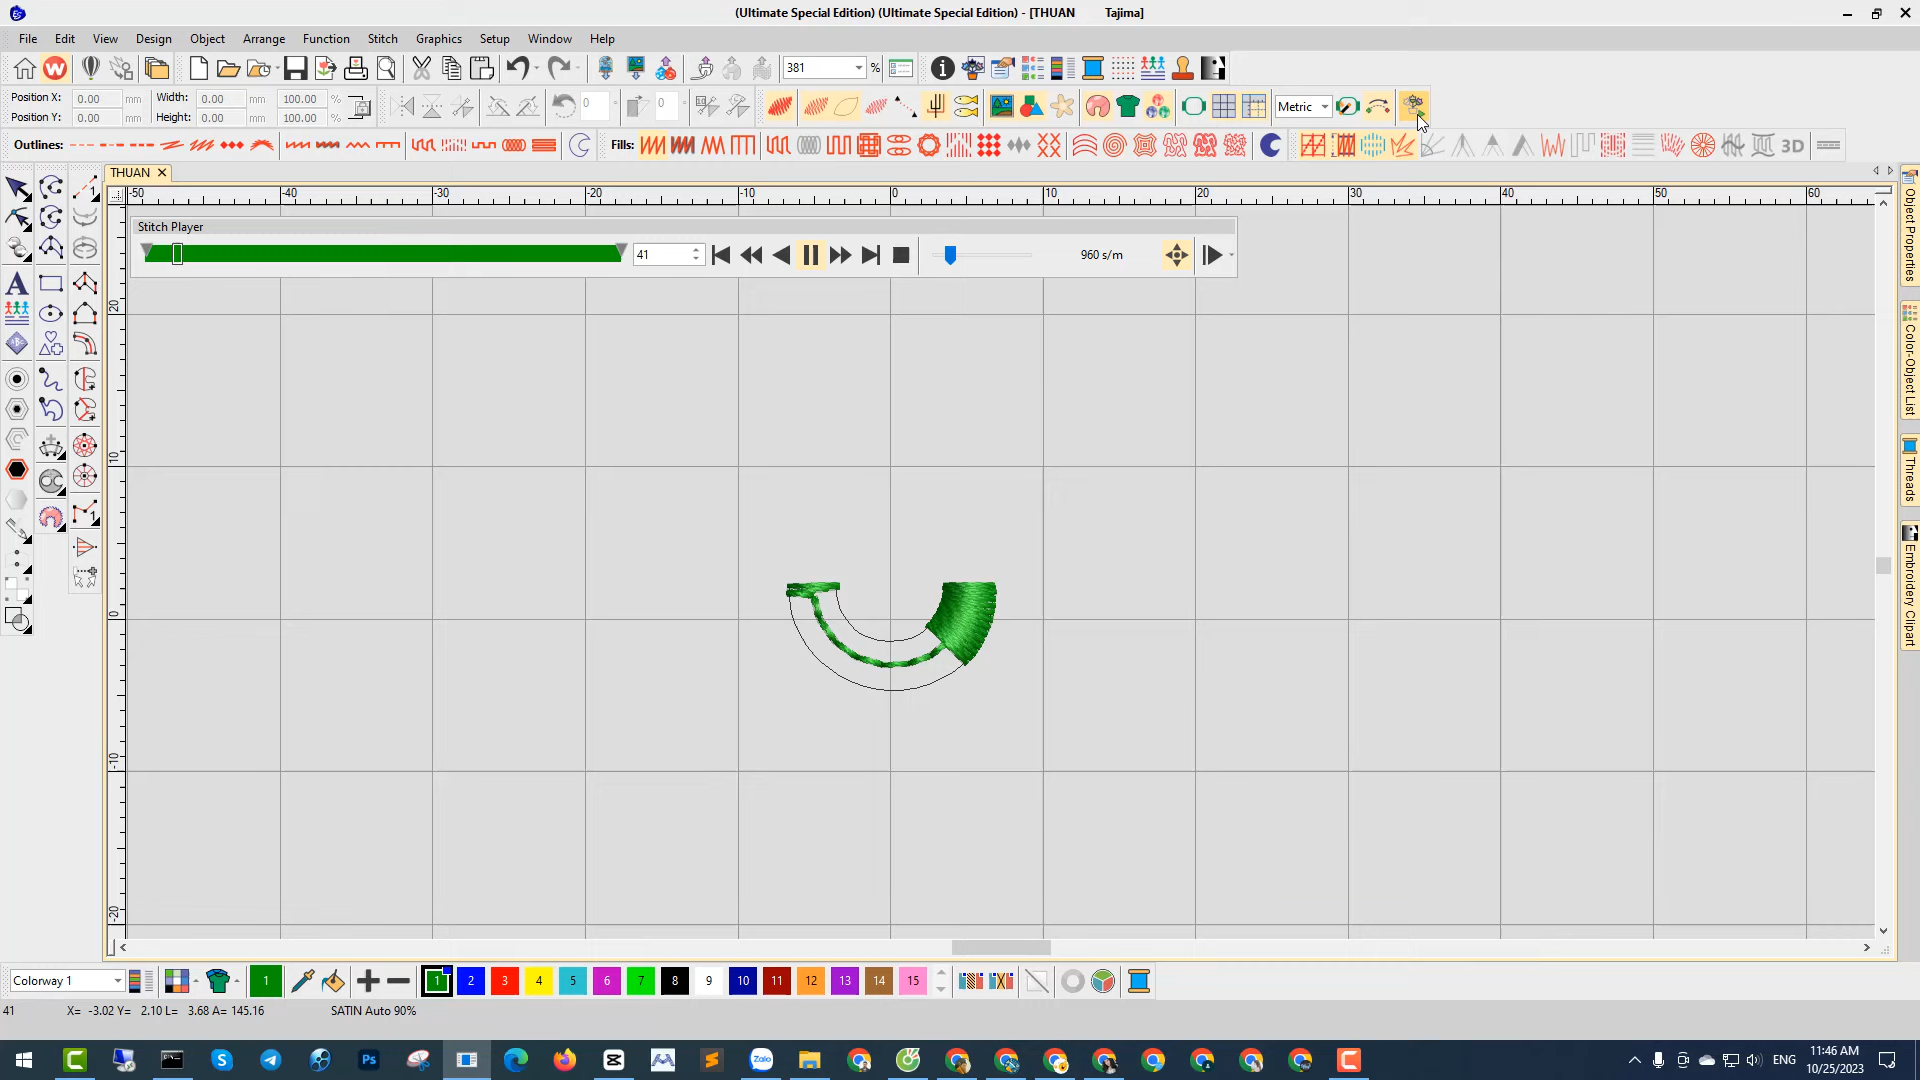 (Ultimate Special Edition) (Ultimate Special Edition) - [THUAN Tajima]
File Edit View Design Object Arrange Function Stitch Graphics Setup Window Help
381 %
Position X: 0.00 mm Width: 0.00 mm 100.00 % 0 0 Metric
Position Y: 0.00 mm Height: 0.00 mm 100.00 %
Outlines: Fills: 3D
THUAN
-50 -40 -30 -20 -10 0 10 20 30 40 50 60
Stitch Player
41 960 s/m
20
10
0
-10
-20
Object Properties
Color-Object List
Threads
Embroidery Clipart
Colorway 1 1 1 2 3 4 5 6 7 8 9 10 11 12 13 14 15
41 X= -3.02 Y= 2.10 L= 3.68 A= 145.16 SATIN Auto 90%
Ps Zalo ENG 11:46 AM
10/25/2023